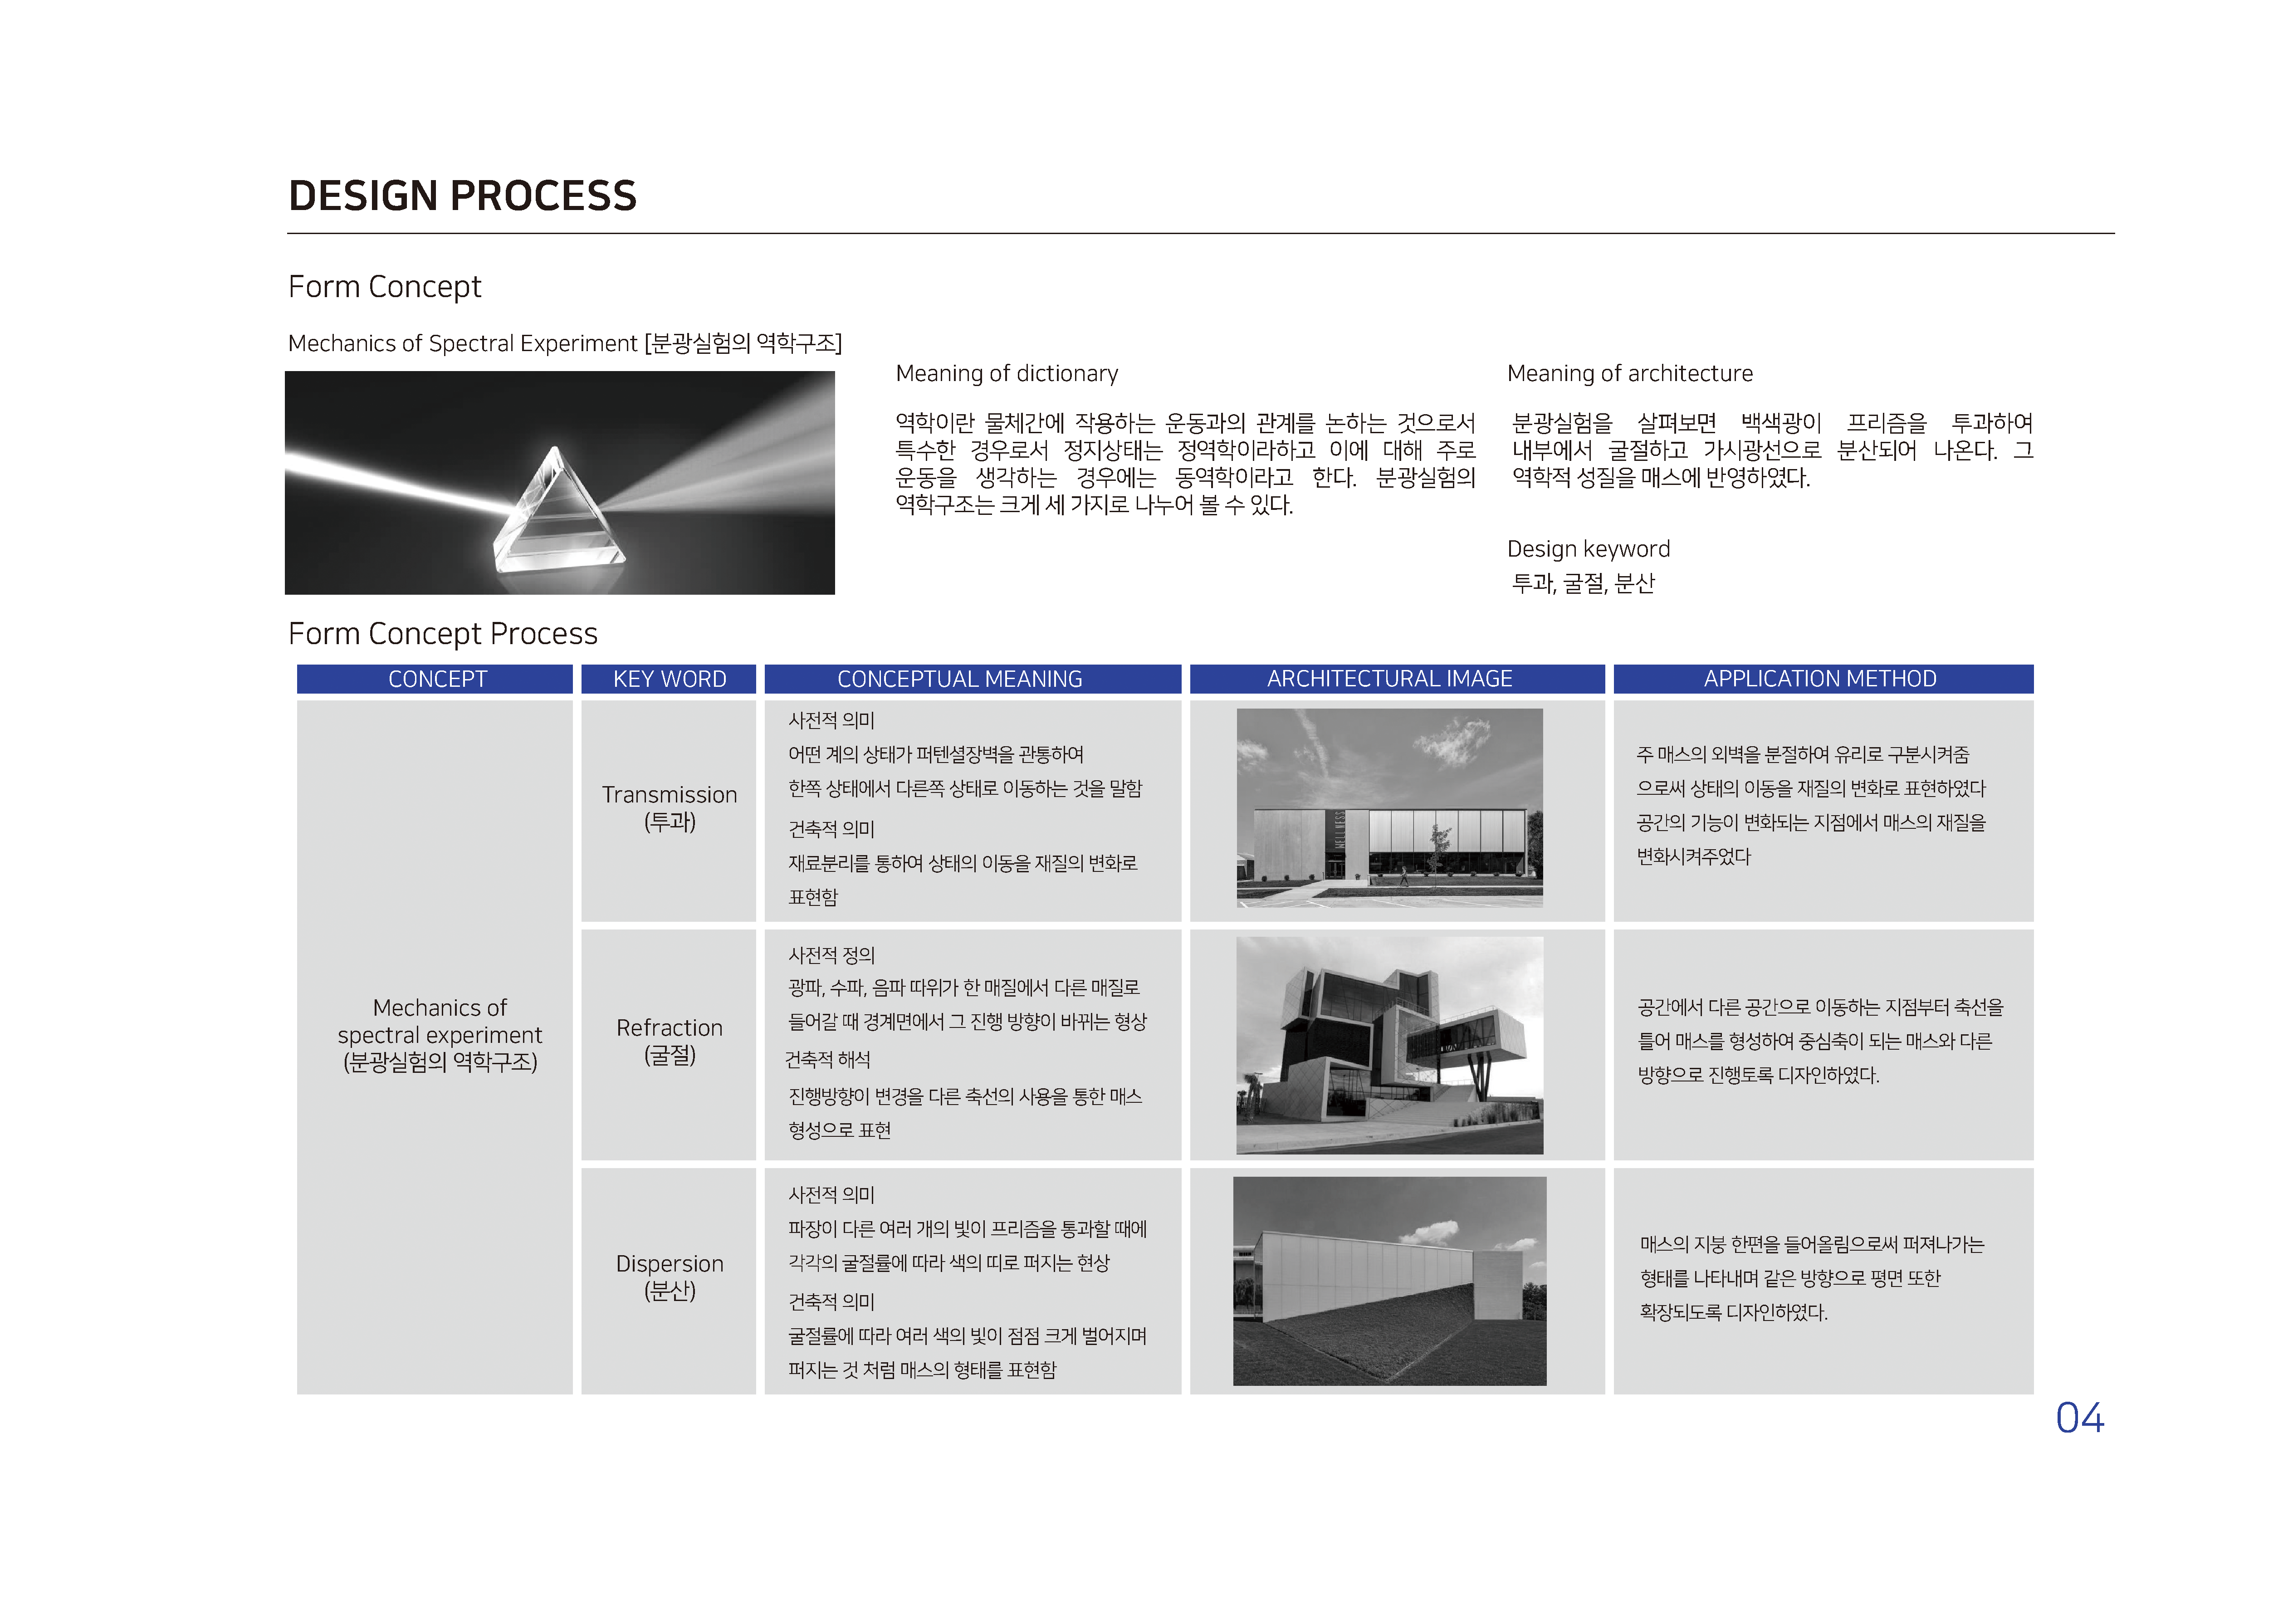 DESIGN PROCESS
Form Concept
Mechanics of Spectral Experiment [분광실험의 역학구조]
Meaning of dictionary
역학이란 물체간에 작용하는 운동과의 관계를 논하는 것으로서
특수한 경우로서 정지상태는 정역학이라하고 이에 대해 주로
운동을 생각하는 경우에는 동역학이라고 한다. 분광실험의
역학구조는 크게 세 가지로 나누어 볼 수 있다.
Meaning of architecture
분광실험을 살펴보면 백색광이 프리즘을 투과하여
내부에서 굴절하고 가시광선으로 분산되어 나온다. 그
역학적 성질을 매스에 반영하였다.
Design keyword
투과, 굴절, 분산
Form Concept Process
CONCEPT
KEY WORD
CONCEPTUAL MEANING
ARCHITECTURAL IMAGE
APPLICATION METHOD
Mechanics of
spectral experiment
(분광실험의 역학구조)
Transmission
(투과)
사전적 의미
어떤 계의 상태가 퍼텐셜장벽을 관통하여
한쪽 상태에서 다른쪽 상태로 이동하는 것을 말함
건축적 의미
재료분리를 통하여 상태의 이동을 재질의 변화로
표현함
WELLNESS
주 매스의 외벽을 분절하여 유리로 구분시켜줌
으로써 상태의 이동을 재질의 변화로 표현하였다
공간의 기능이 변화되는 지점에서 매스의 재질을
변화시켜주었다
Refraction
(굴절)
사전적 정의
광파, 수파, 음파 따위가 한 매질에서 다른 매질로
들어갈 때 경계면에서 그 진행 방향이 바뀌는 형상
건축적 해석
진행방향이 변경을 다른 축선의 사용을 통한 매스
형성으로 표현
공간에서 다른 공간으로 이동하는 지점부터 축선을
틀어 매스를 형성하여 중심축이 되는 매스와 다른
방향으로 진행토록 디자인하였다.
Dispersion
(분산)
사전적 의미
파장이 다른 여러 개의 빛이 프리즘을 통과할 때에
각각의 굴절률에 따라 색의 띠로 퍼지는 현상
건축적 의미
굴절률에 따라 여러 색의 빛이 점점 크게 벌어지며
퍼지는 것 처럼 매스의 형태를 표현함
매스의 지붕 한편을 들어올림으로써 퍼져나가는
형태를 나타내며 같은 방향으로 평면 또한
확장되도록 디자인하였다.
04